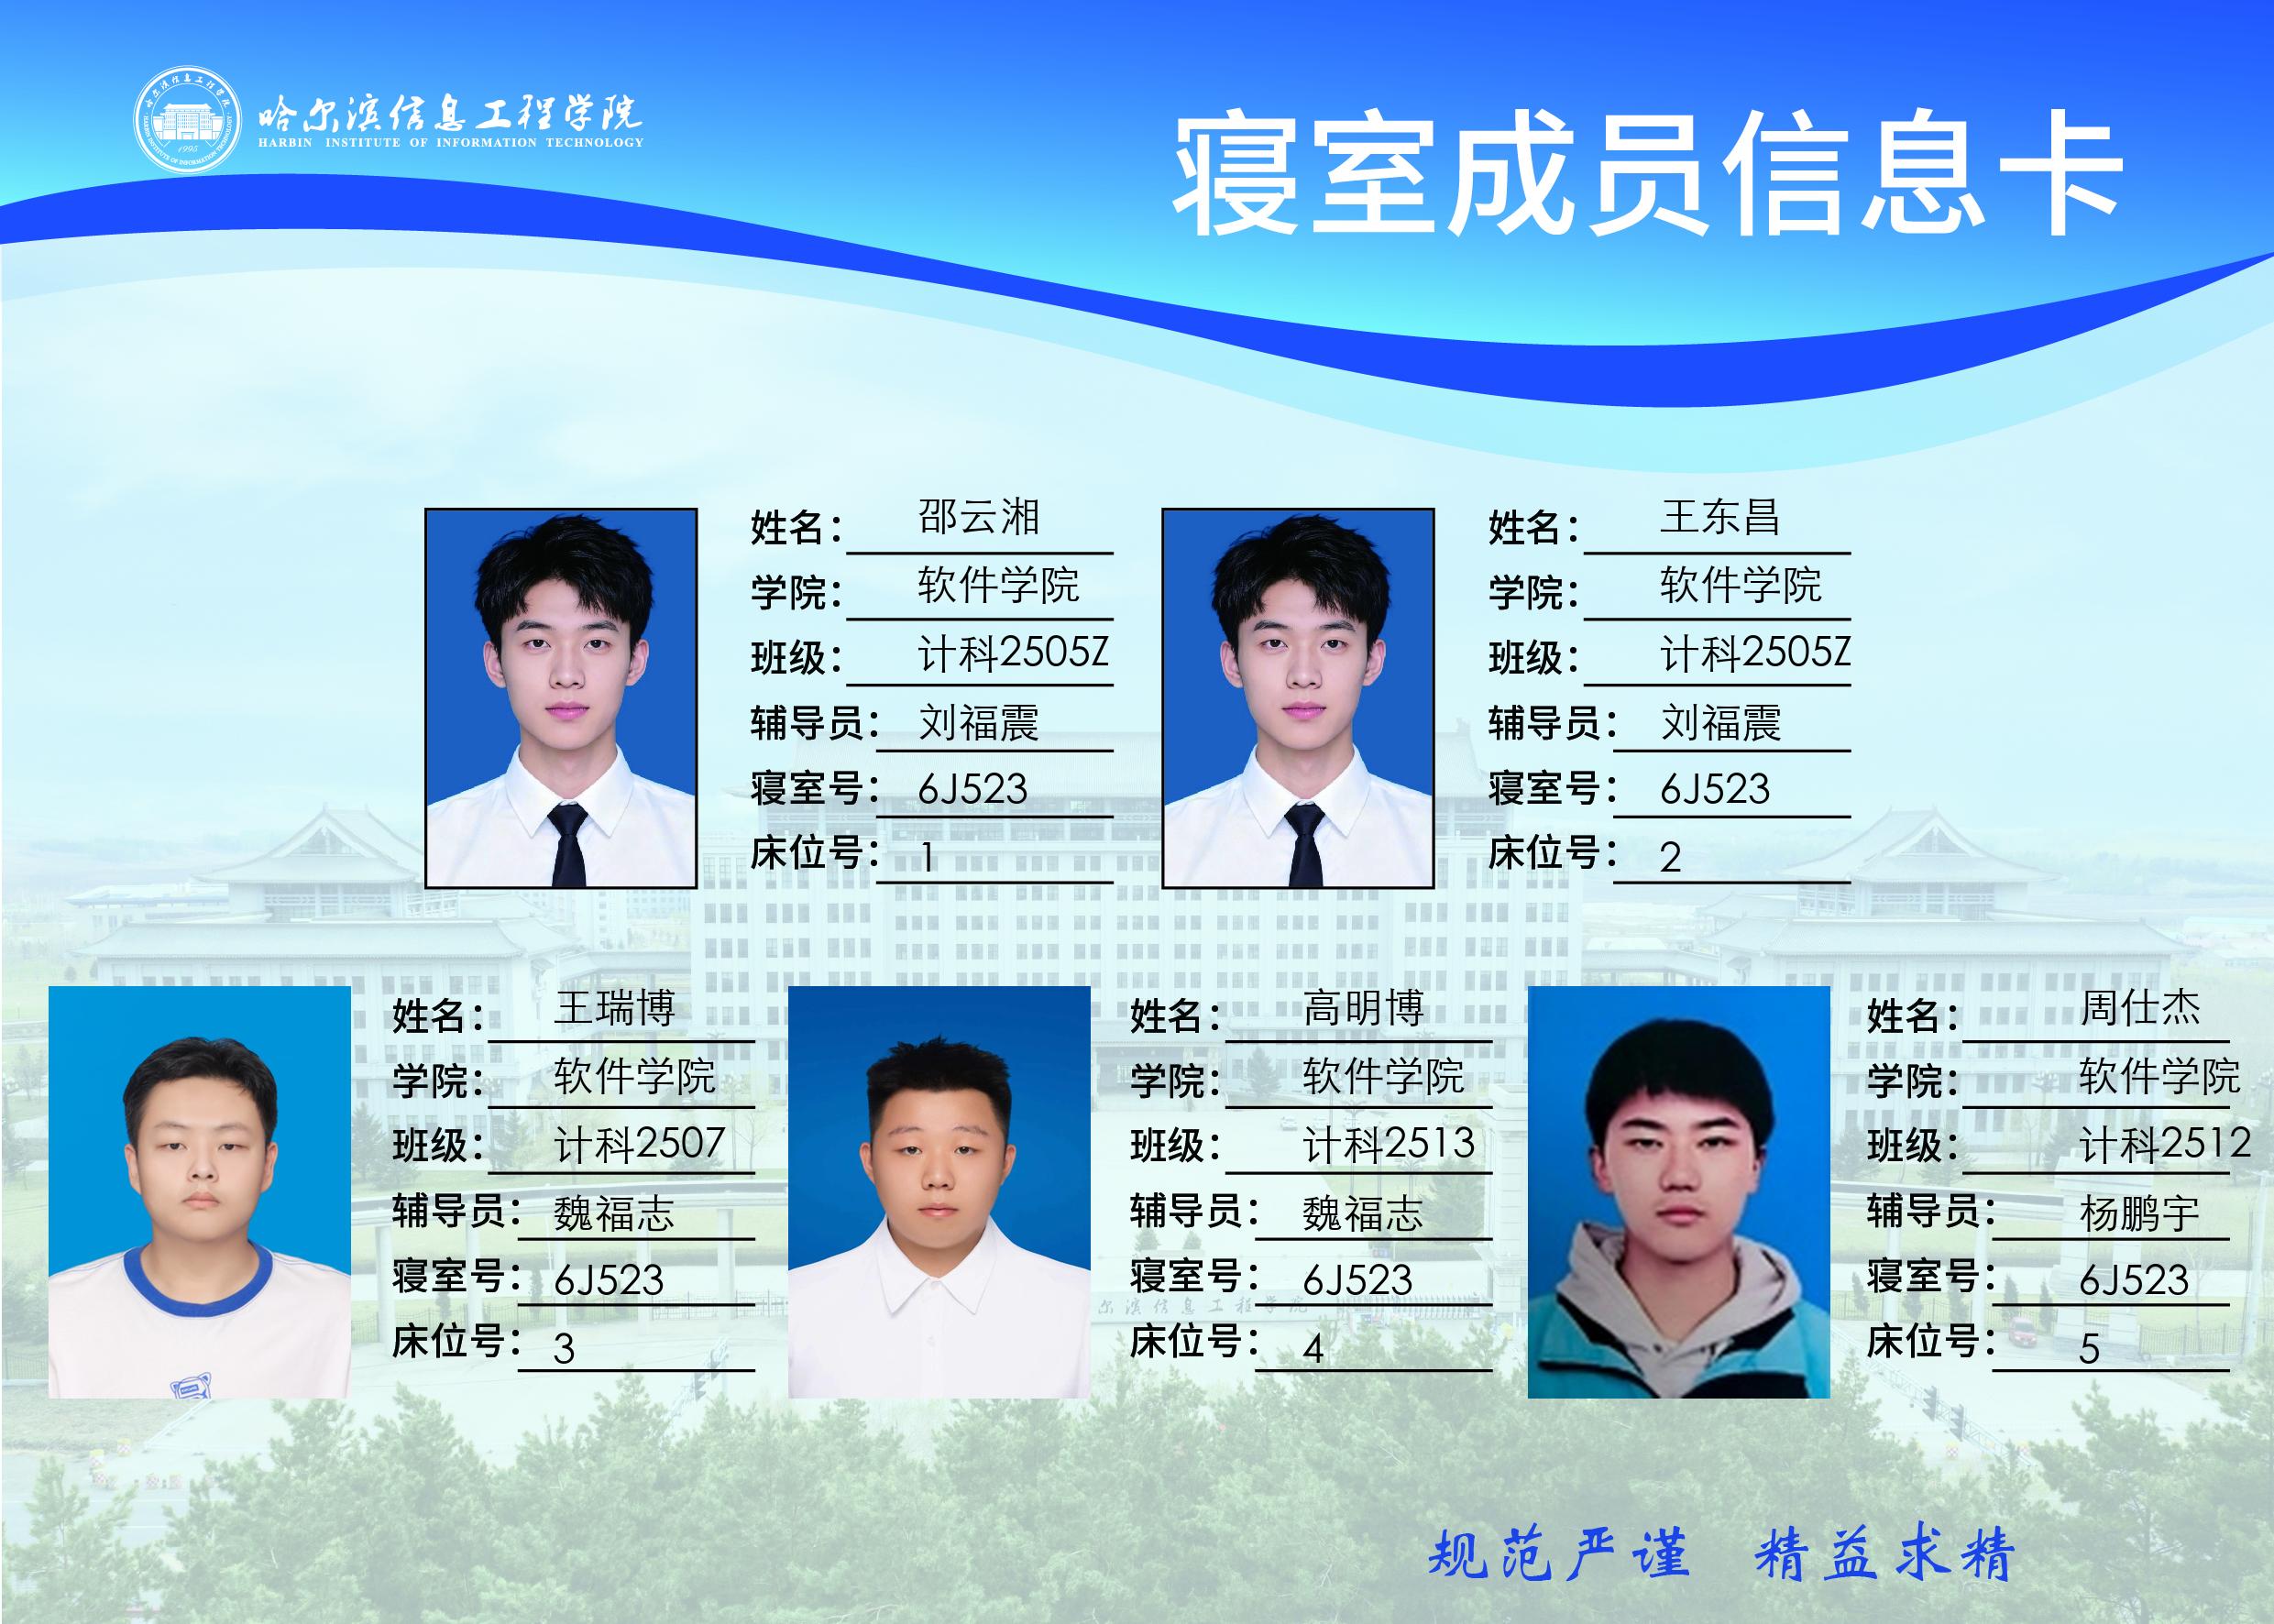 哈尔滨信息工程学院
HARBIN INSTITUTE OF INFORMATION TECHNOLOGY
1995
寝室成员信息卡
姓名： 邵云湘
学院： 软件学院
班级： 计科2505Z
辅导员： 刘福震
寝室号： 6J523
床位号： 1
姓名： 王东昌
学院： 软件学院
班级： 计科2505Z
辅导员： 刘福震
寝室号： 6J523
床位号： 2
姓名： 王瑞博
学院： 软件学院
班级： 计科2507
辅导员： 魏福志
寝室号： 6J523
床位号： 3
姓名： 高明博
学院： 软件学院
班级： 计科2513
辅导员： 魏福志
寝室号： 6J523
床位号： 4
姓名： 周仕杰
学院： 软件学院
班级： 计科2512
辅导员： 杨鹏宇
寝室号： 6J523
床位号： 5
规范严谨 精益求精